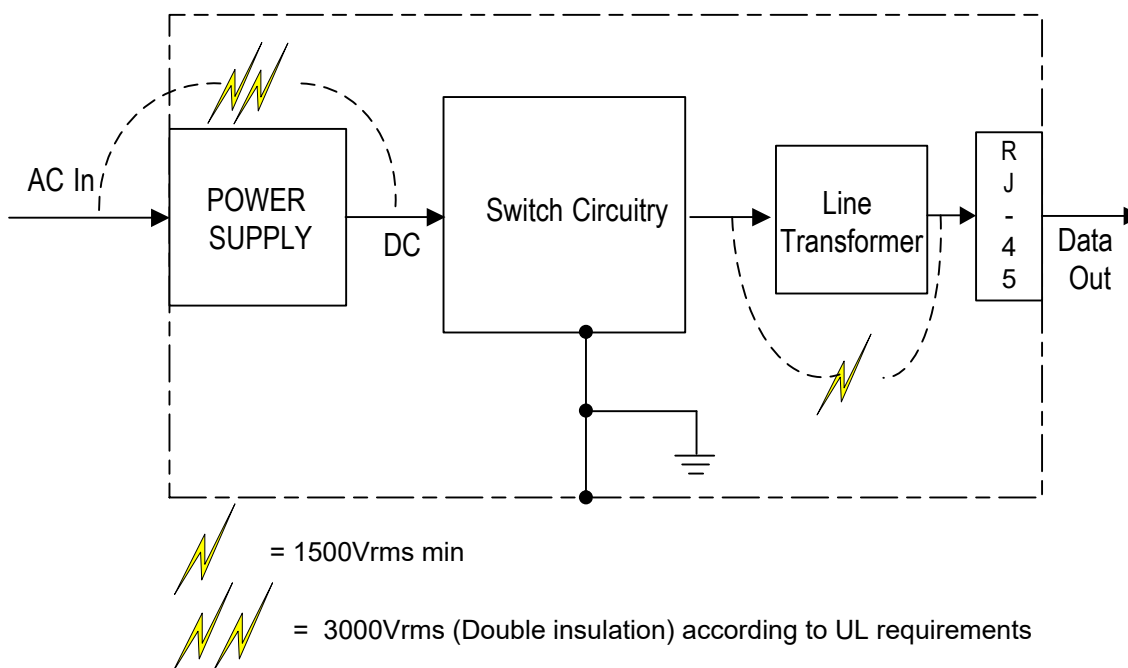 AC In
POWER
SUPPLY
DC
Switch Circuitry
Line
Transformer
R
J
-
4
5
Data
Out
= 1500Vrms min
= 3000Vrms (Double insulation) according to UL requirements